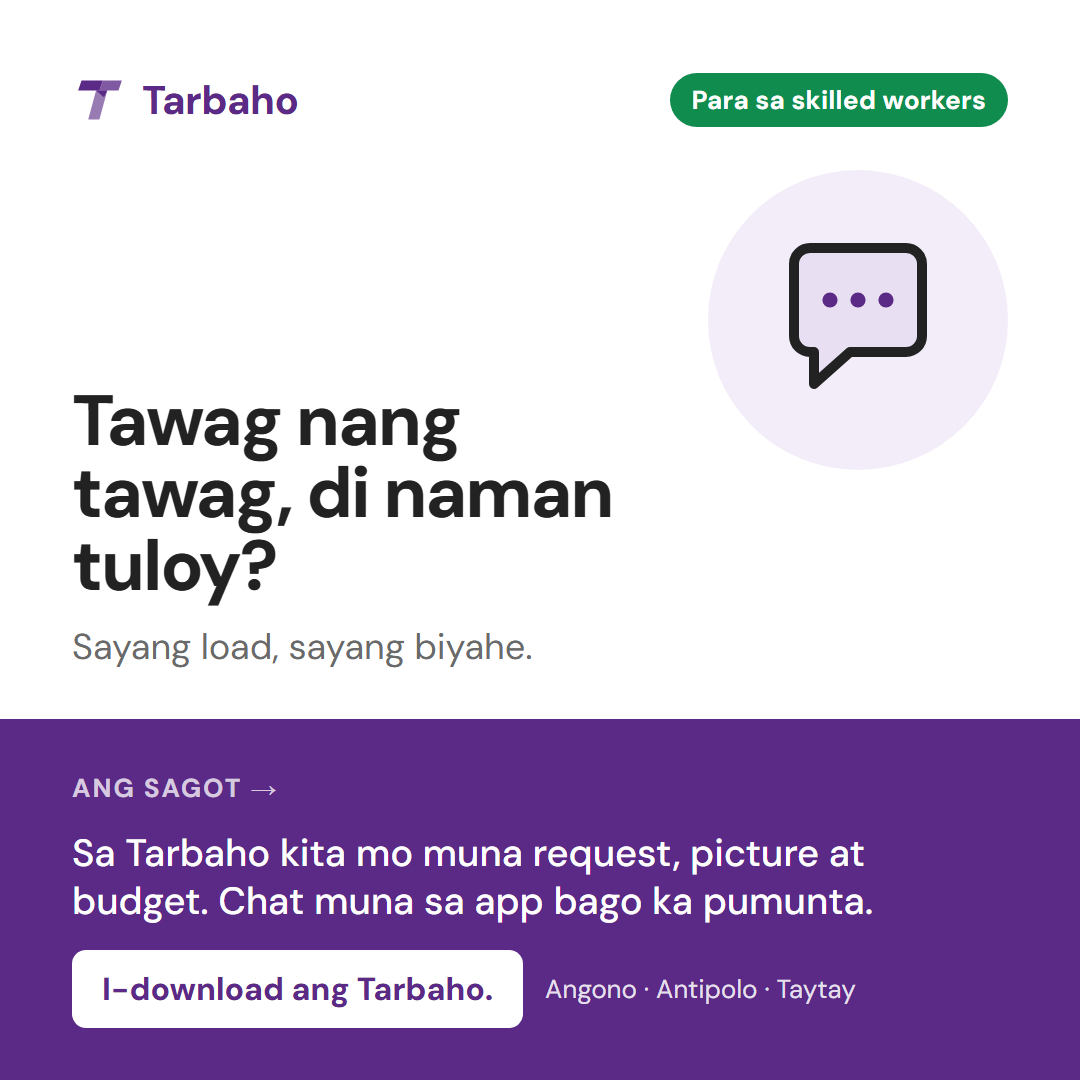 Tarbaho
Para sa skilled workers
Tawag nang
tawag, di naman
tuloy?
Sayang load, sayang biyahe.
ANG SAGOT →
Sa Tarbaho kita mo muna request, picture at
budget. Chat muna sa app bago ka pumunta.
I-download ang Tarbaho.
Angono · Antipolo · Taytay